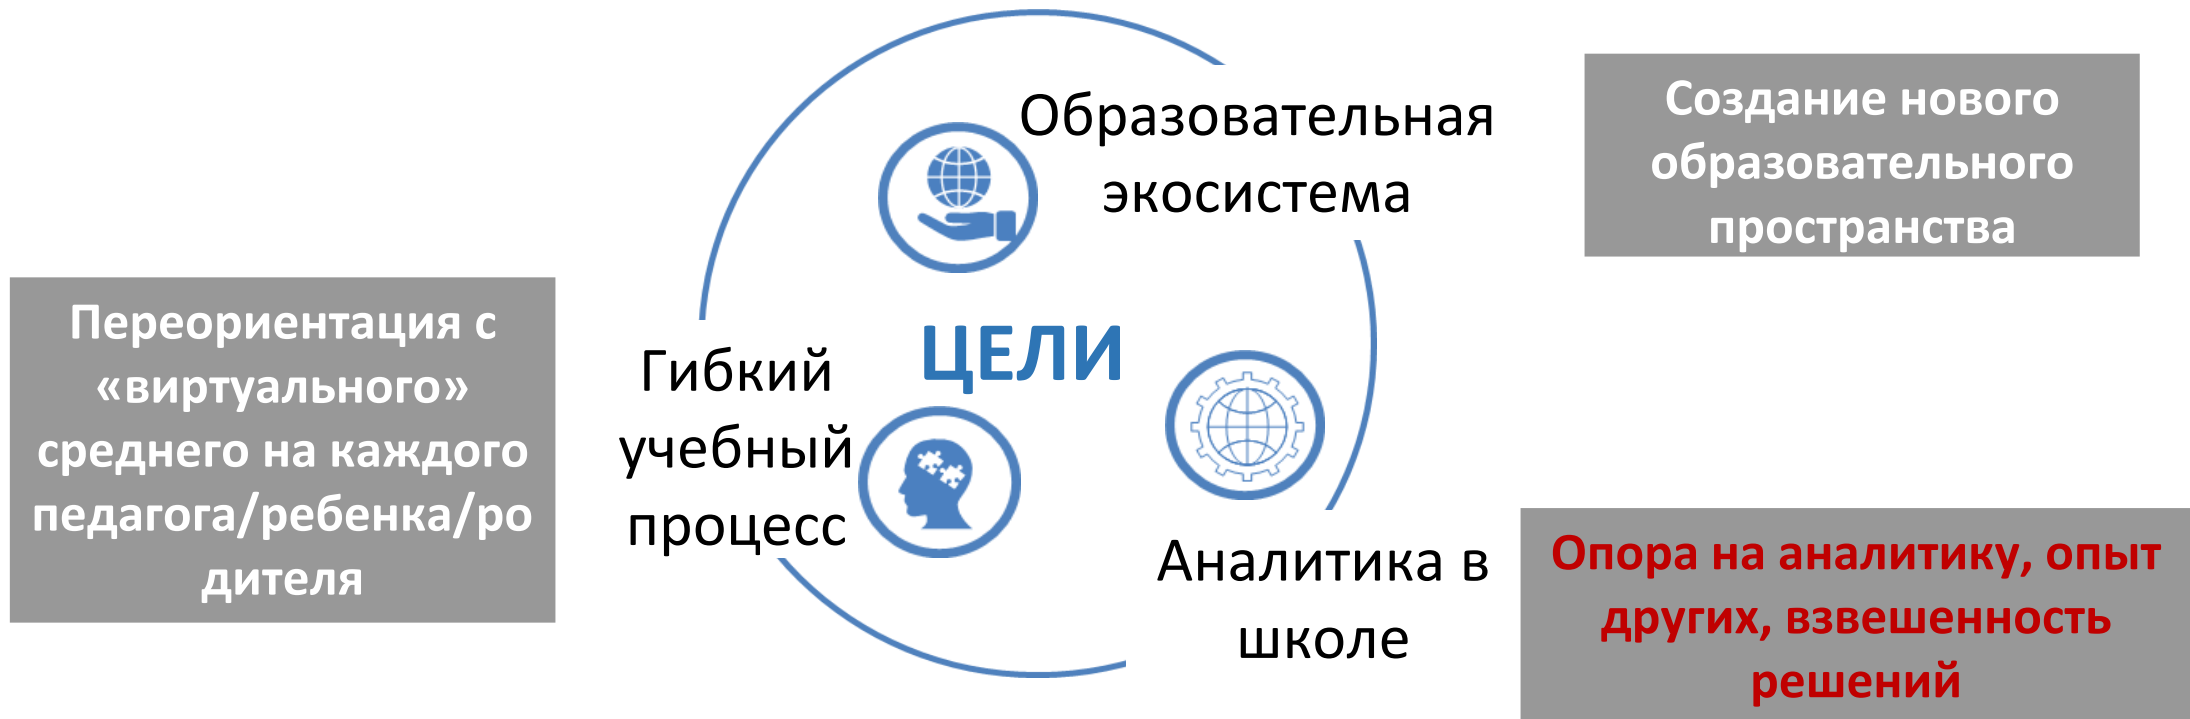 Образовательная
экосистема
Создание нового
образовательного
пространства
Переориентация с
«виртуального»
среднего на каждого
педагога/ребенка/ро
дителя
ЦЕЛИ
Гибкий
учебный
процесс
Аналитика в
школе
Опора на аналитику, опыт
других, взвешенность
решений